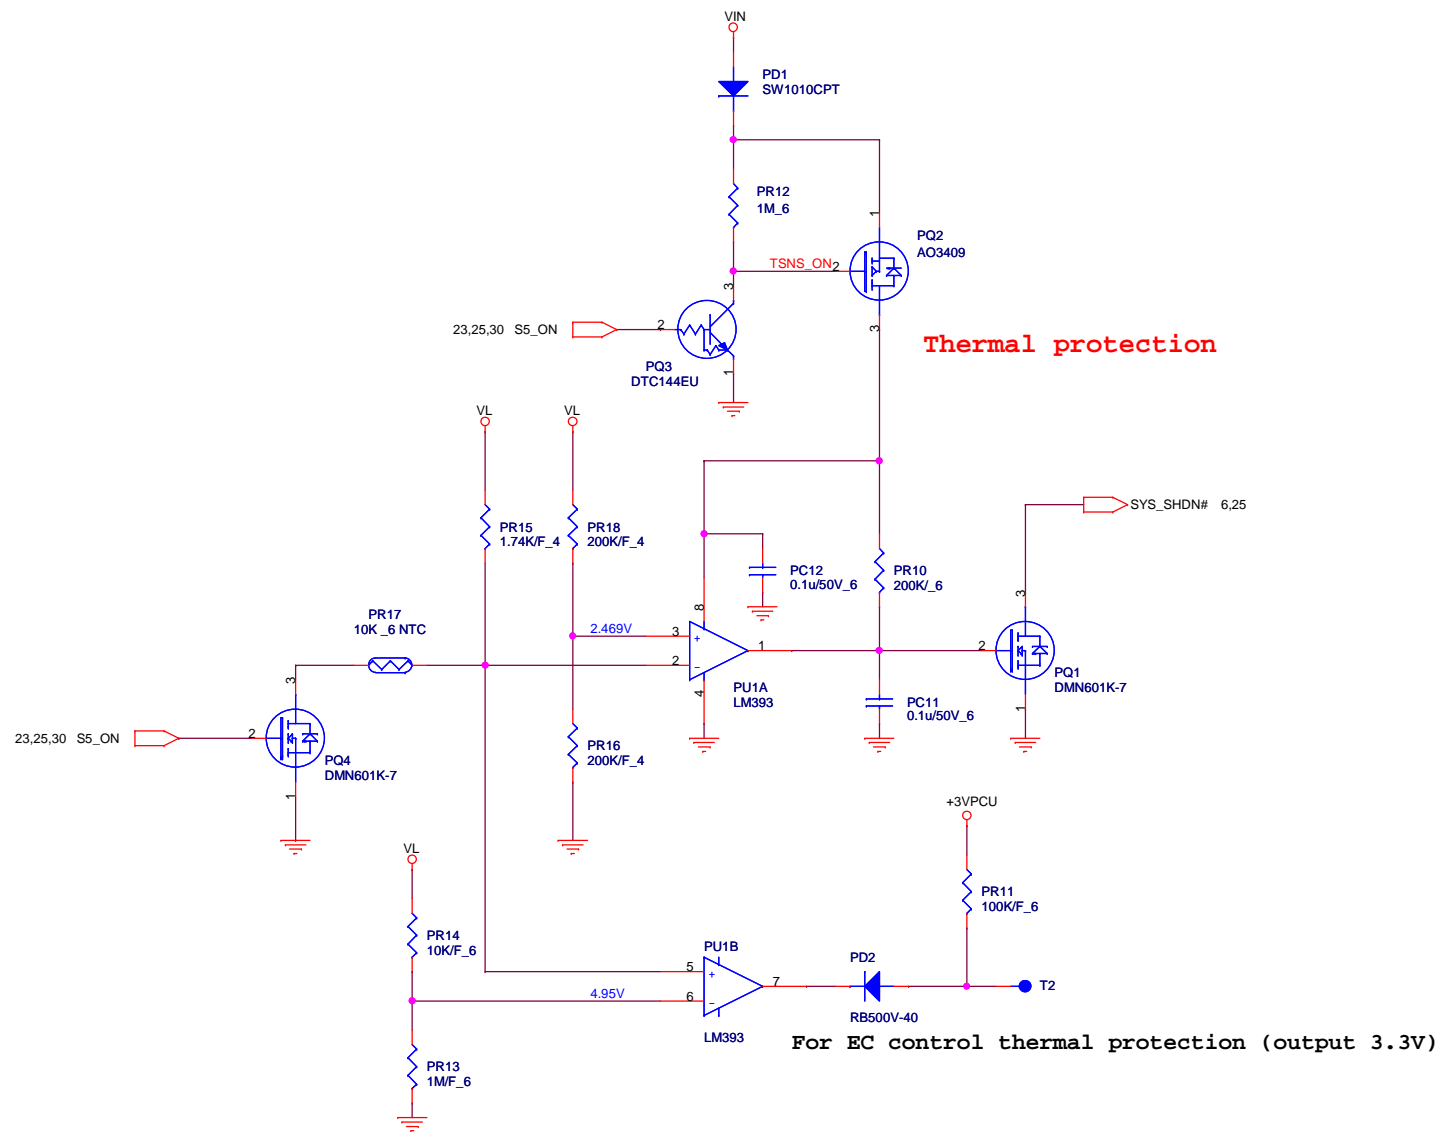 VIN
PD1
SW1010CPT
PR12
1M_6
1
PQ2
AO3409
TSNS_ON
2
3
3
23,25,30 S5_ON
2
PQ3
DTC144EU
1
Thermal protection
VL
VL
PR15
1.74K/F_4
PR18
200K/F_4
SYS_SHDN# 6,25
PC12
0.1u/50V_6
PR10
200K/_6
3
8
PR17
10K _6 NTC
2.469V
3
+
2
-
1
4
PU1A
LM393
2
PQ1
DMN601K-7
1
PC11
0.1u/50V_6
3
23,25,30 S5_ON
2
PQ4
DMN601K-7
1
PR16
200K/F_4
+3VPCU
VL
PR11
100K/F_6
PR14
10K/F_6
PU1B
5
+
4.95V
6
-
7
LM393
PD2
RB500V-40
T2
For EC control thermal protection (output 3.3V)
PR13
1M/F_6